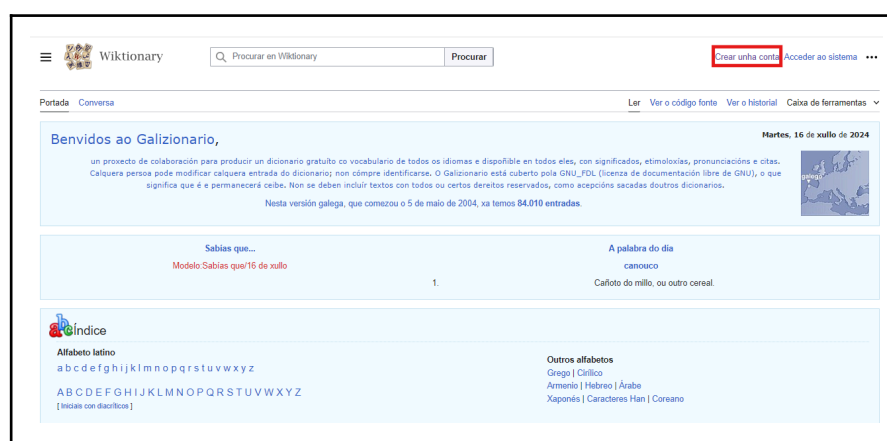 Wiktionary
Procurar en Wiktionary
Procurar
Crear unha conta Acceder ao sistema
Portada Conversa
Ler Ver o código fonte Ver o historial Caixa de ferramentas
Benvidos ao Galizionario,
Martes, 16 de xullo de 2024
un proxecto de colaboración para producir un dicionario gratuíto co vocabulario de todos os idiomas e dispoñible en todos eles, con significados, etimoloxías, pronunciacións e citas.
Calquera persoa pode modificar calquera entrada do dicionario; non cómpre identificarse. O Galizionario está cuberto pola GNU_FDL (licenza de documentación libre de GNU), o que
significa que é e permanecerá ceibe. Non se deben incluír textos con todos ou certos dereitos reservados, como acepcións sacadas doutros dicionarios.
galego
Nesta versión galega, que comezou o 5 de maio de 2004, xa temos 84.010 entradas.
Sabías que...
Modelo:Sabías que/16 de xullo
A palabra do día
canouco
1. Cañoto do millo, ou outro cereal.
Índice
Alfabeto latino
a b c d e f g h i j k l m n o p q r s t u v w x y z
A B C D E F G H I J K L M N O P Q R S T U V W X Y Z
[ Iniciais con diacríticos ]
Outros alfabetos
Grego | Cirílico
Armenio | Hebreo | Árabe
Xaponés | Caracteres Han | Coreano